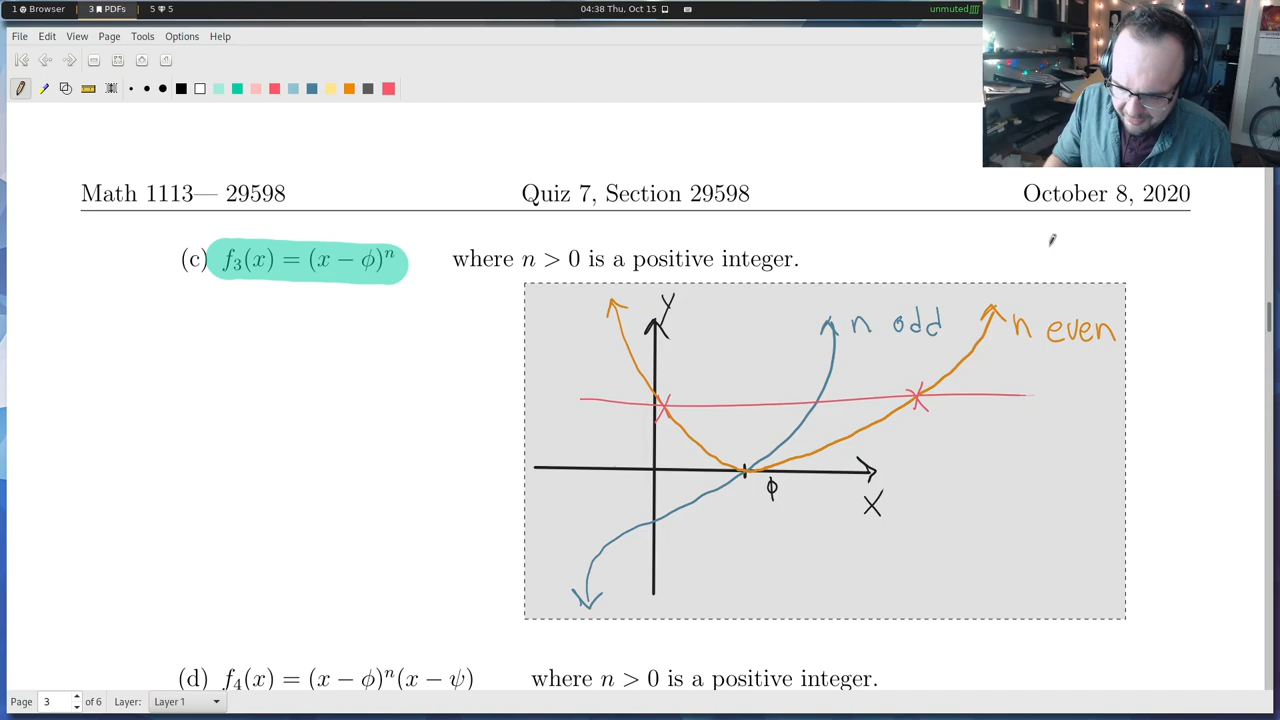 1 Browser 3 PDFs 5 5 04:38 Thu, Oct 15 unmuted
File Edit View Page Tools Options Help
Math 1113— 29598 Quiz 7, Section 29598 October 8, 2020
(c) f₃(x) = (x − ϕ)ⁿ where n > 0 is a positive integer.
y
n odd
n even
ϕ
x
(d) f₄(x) = (x − ϕ)ⁿ(x − ψ) where n > 0 is a positive integer.
Page 3 of 6 Layer: Layer 1